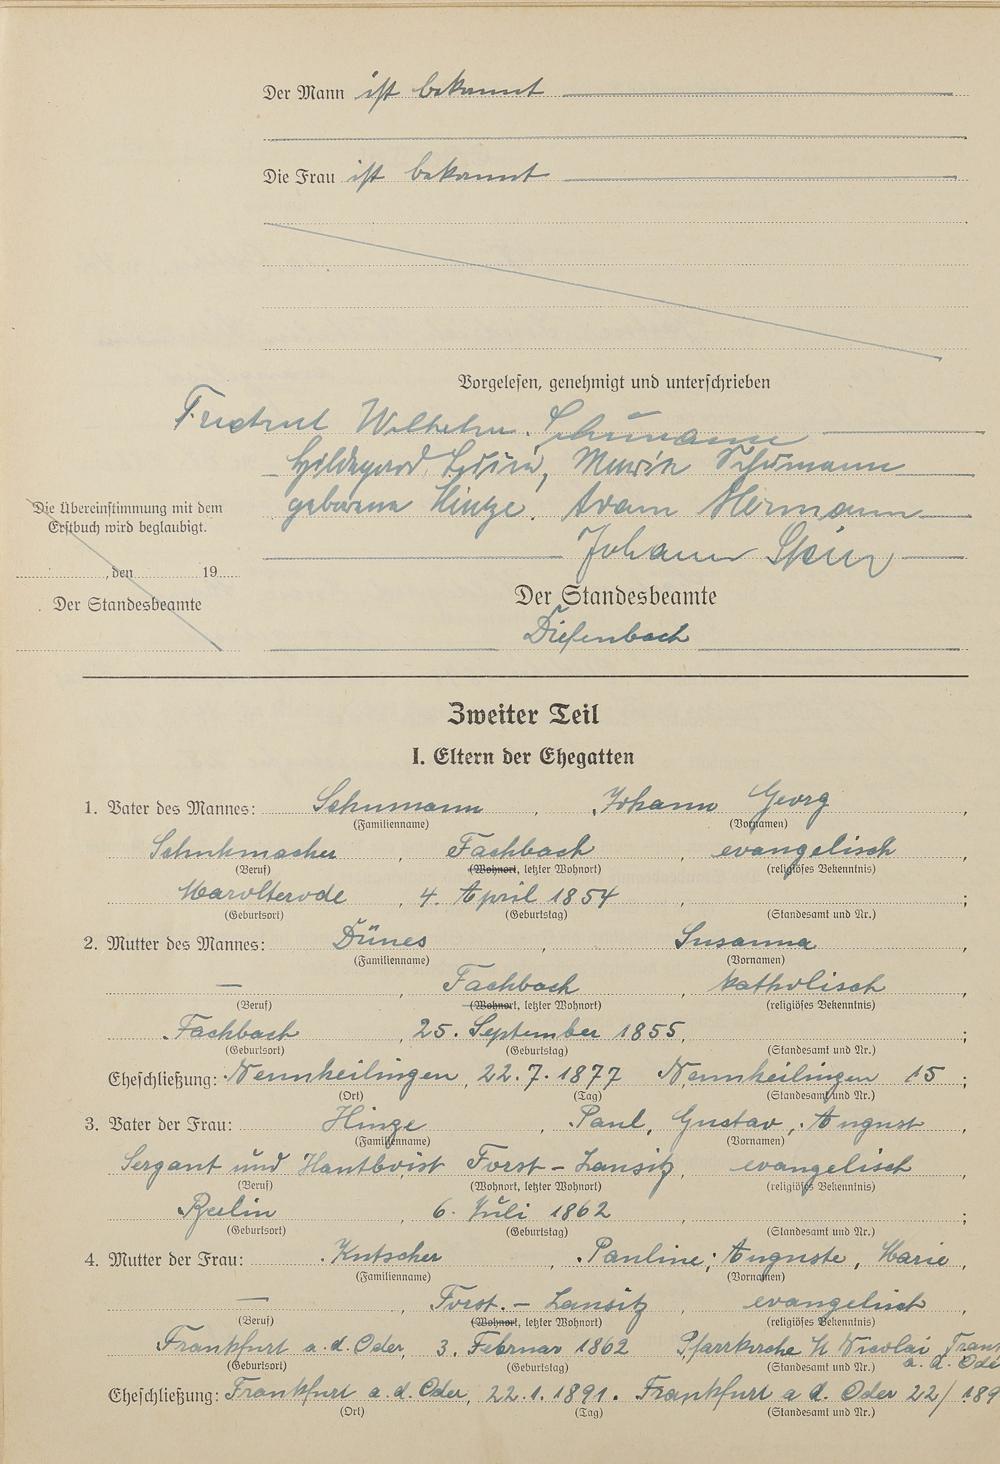 Der Mann ist bekannt
Die Frau ist bekannt
Vorgelesen, genehmigt und unterschrieben
Wilhelm Schumann
Hildegard Luise, Marie Schumann
geborene Hinze. Adam Hermann
Johann
Die Übereinstimmung mit dem
Erstbuch wird beglaubigt.
, den 19
Der Standesbeamte
Der Standesbeamte
Diefenbach
Zweiter Teil
I. Eltern der Ehegatten
1. Vater des Mannes: Schumann , Johann Georg ,
(Familienname) (Vornamen)
Schuhmacher , Fachbach , evangelisch ,
(Beruf) (Wohnort, letzter Wohnort) (religiöses Bekenntnis)
Marolterode , 4. April 1854 , ;
(Geburtsort) (Geburtstag) (Standesamt und Nr.)
2. Mutter des Mannes: Dünes , Susanna ,
(Familienname) (Vornamen)
— , Fachbach , katholisch ,
(Beruf) (Wohnort, letzter Wohnort) (religiöses Bekenntnis)
Fachbach , 25. September 1855, ;
(Geburtsort) (Geburtstag) (Standesamt und Nr.)
Eheschließung: Nennheilingen , 22.7.1877 Nennheilingen 15 ;
(Ort) (Tag) (Standesamt und Nr.)
3. Vater der Frau: Hinze , Paul, Gustav, August ,
(Familienname) (Vornamen)
Sergant und Hautboist Forst - Lausitz, evangelisch ,
(Beruf) (Wohnort, letzter Wohnort) (religiöses Bekenntnis)
Berlin , 6. Juli 1862 , ;
(Geburtsort) (Geburtstag) (Standesamt und Nr.)
4. Mutter der Frau: Kutscher , Pauline, Auguste, Marie ,
(Familienname) (Vornamen)
— , Forst. - Lausitz , evangelisch ,
(Beruf) (Wohnort, letzter Wohnort) (religiöses Bekenntnis)
Frankfurt a.d. Oder, 3. Februar 1862 Pfarrkirche St Nicolai
a.d. Ode
(Geburtsort) (Geburtstag) (Standesamt und Nr.)
Eheschließung: Frankfurt a.d. Oder, 22.1.1891. Frankfurt a d. Oder 22/189
(Ort) (Tag) (Standesamt und Nr.)